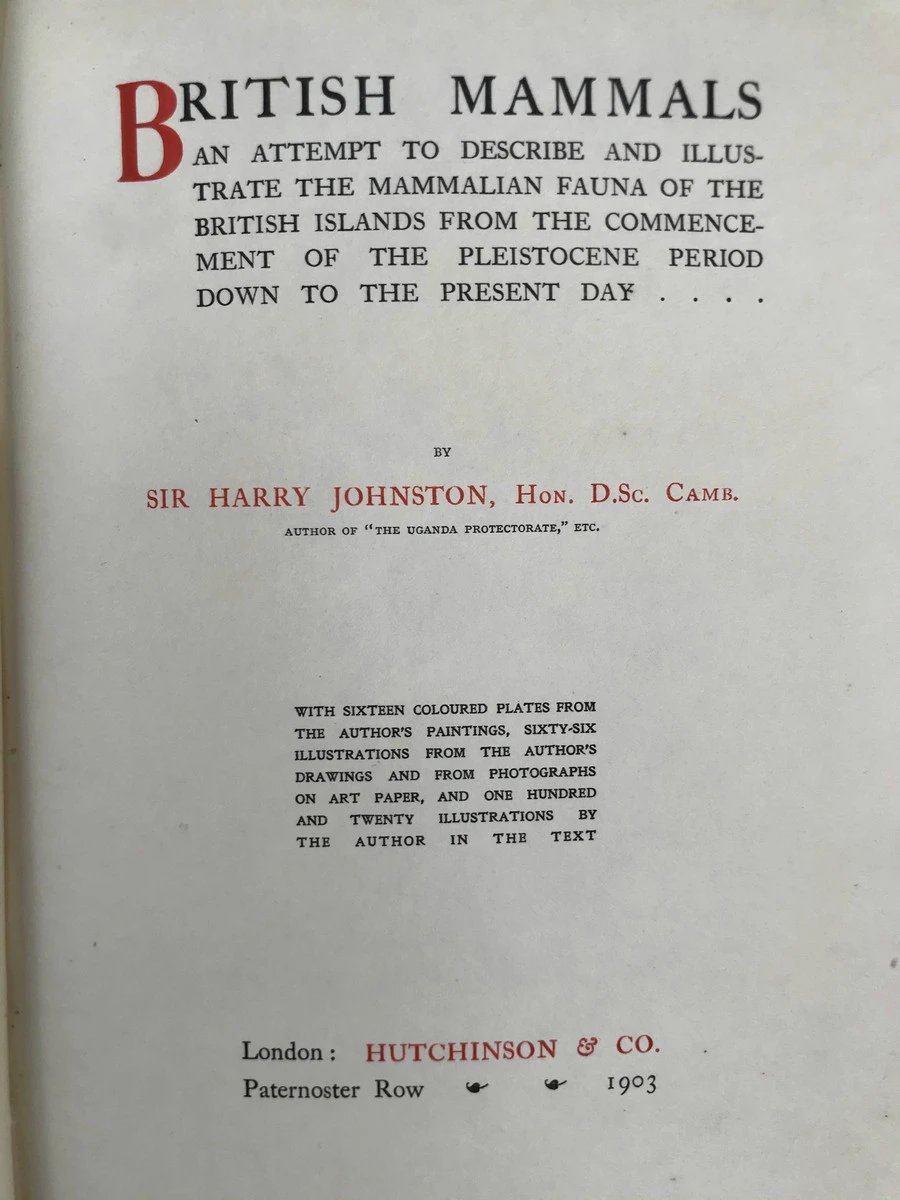 BRITISH MAMMALS
AN ATTEMPT TO DESCRIBE AND ILLUS-
TRATE THE MAMMALIAN FAUNA OF THE
BRITISH ISLANDS FROM THE COMMENCE-
MENT OF THE PLEISTOCENE PERIOD
DOWN TO THE PRESENT DAY . . . .
BY
SIR HARRY JOHNSTON, HON. D.SC. CAMB.
AUTHOR OF "THE UGANDA PROTECTORATE," ETC.
WITH SIXTEEN COLOURED PLATES FROM
THE AUTHOR'S PAINTINGS, SIXTY-SIX
ILLUSTRATIONS FROM THE AUTHOR'S
DRAWINGS AND FROM PHOTOGRAPHS
ON ART PAPER, AND ONE HUNDRED
AND TWENTY ILLUSTRATIONS BY
THE AUTHOR IN THE TEXT
London: HUTCHINSON & CO.
Paternoster Row 1903